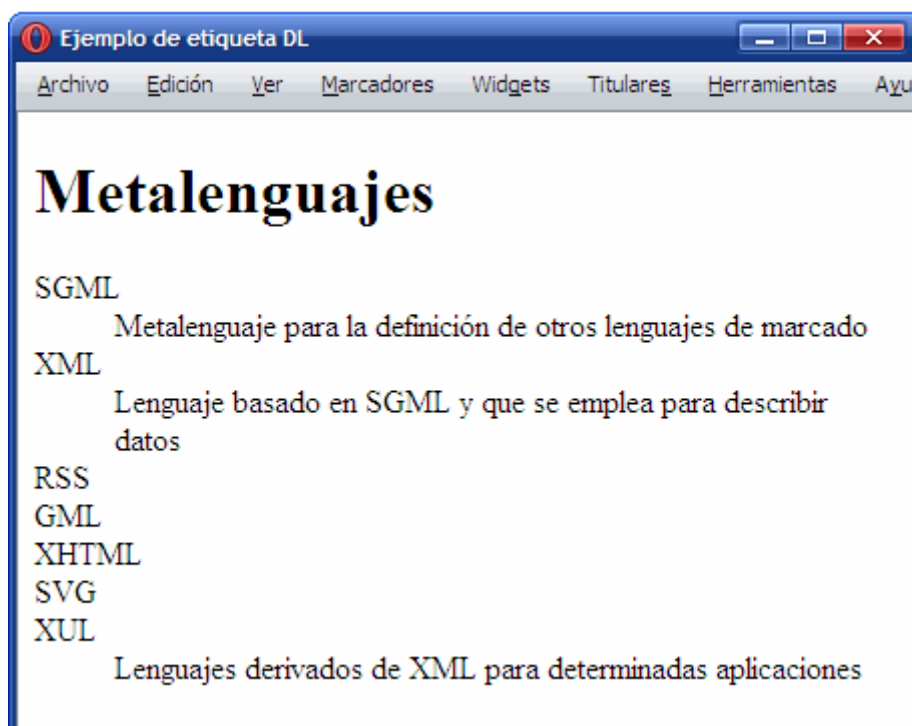 Ejemplo de etiqueta DL
Archivo Edición Ver Marcadores Widgets Titulares Herramientas Ayu
Metalenguajes
SGML
Metalenguaje para la definición de otros lenguajes de marcado
XML
Lenguaje basado en SGML y que se emplea para describir
datos
RSS
GML
XHTML
SVG
XUL
Lenguajes derivados de XML para determinadas aplicaciones